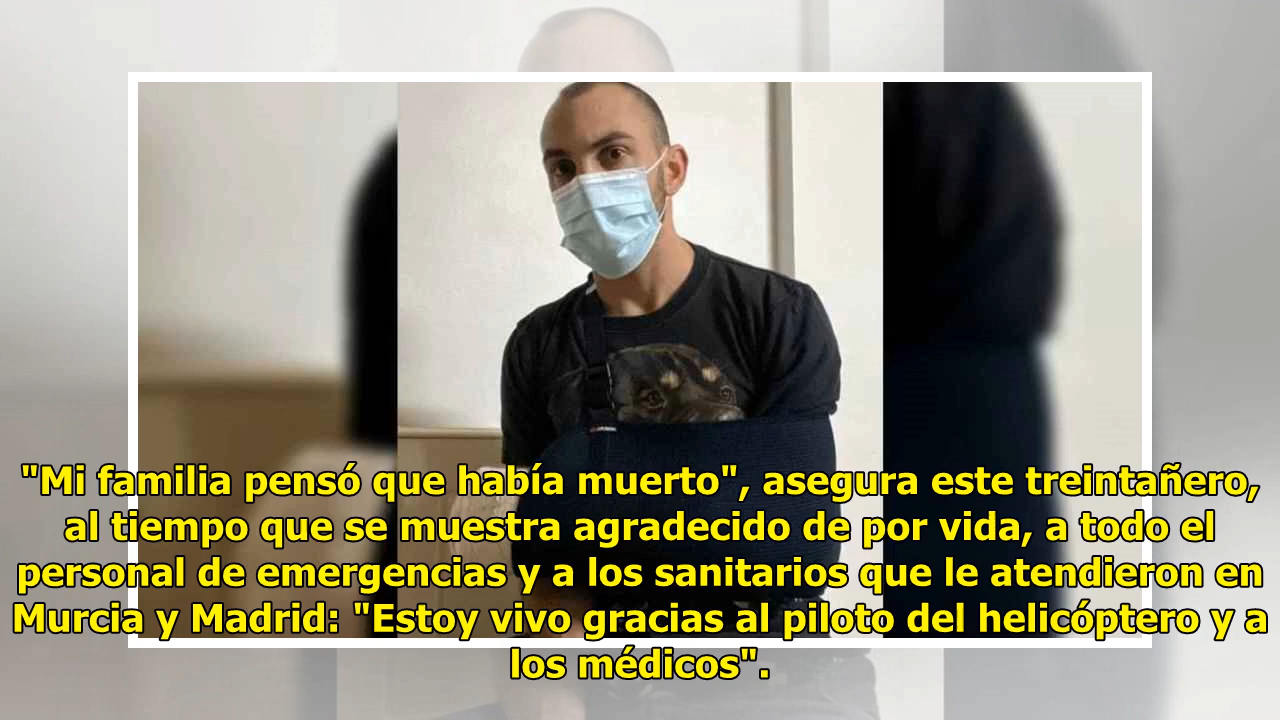 "Mi familia pensó que había muerto", asegura este treintañero,
al tiempo que se muestra agradecido de por vida, a todo el
personal de emergencias y a los sanitarios que le atendieron en
Murcia y Madrid: "Estoy vivo gracias al piloto del helicóptero y a
los médicos".